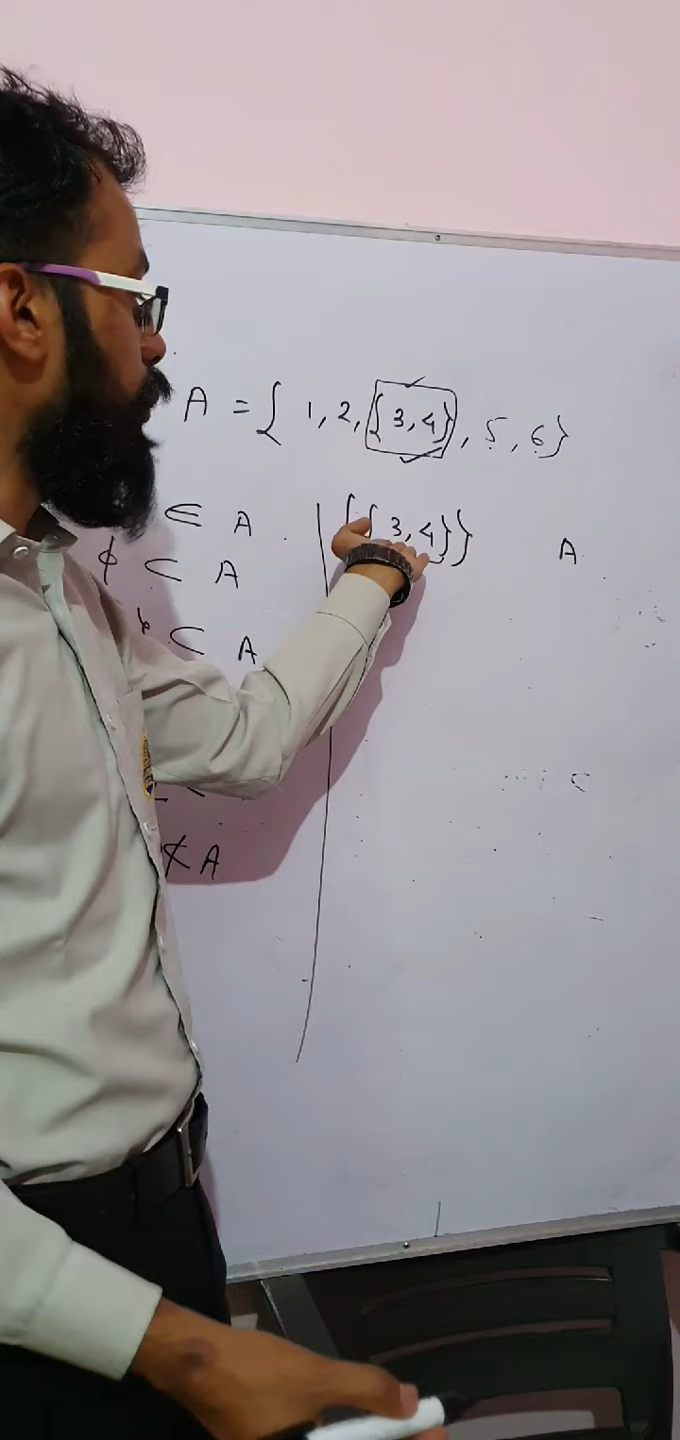 A = { 1, 2, {3, 4}, 5, 6}
∈ A
{{3, 4}} A
φ ⊂ A
⊂ A
⊄ A